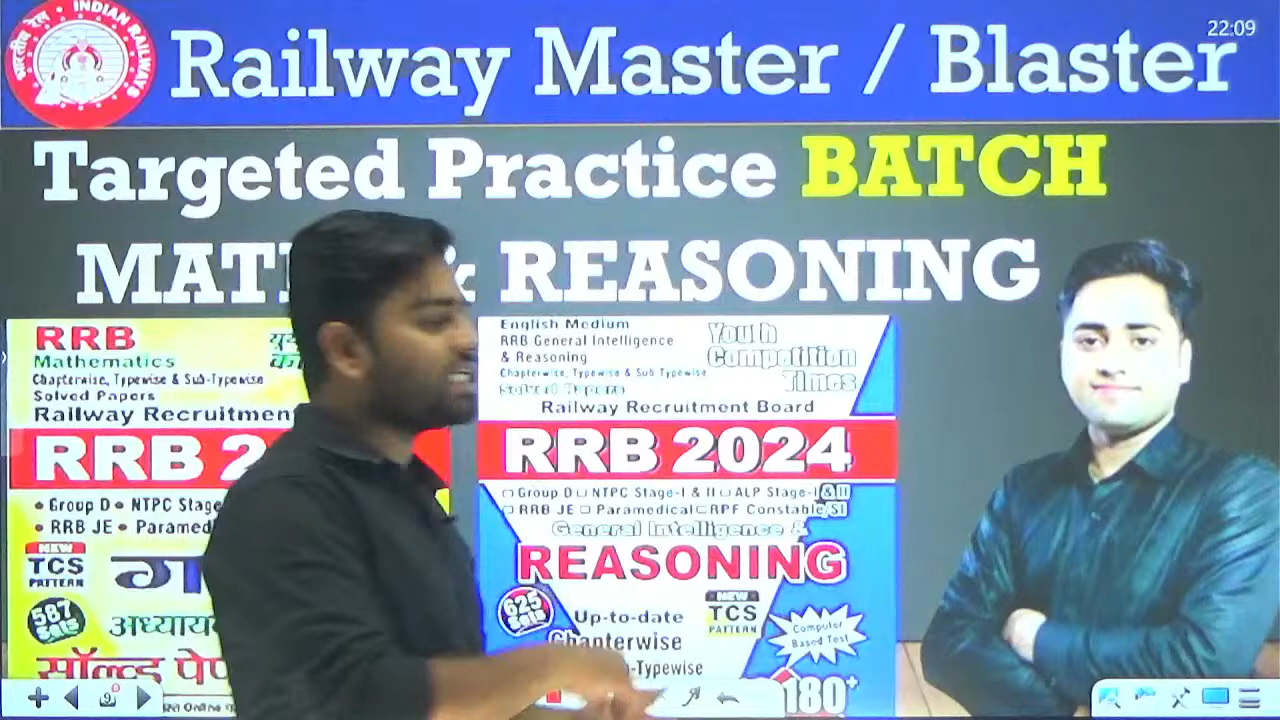 22:09
भारतीय रेल INDIAN RAILWAYS
Railway Master / Blaster
Targeted Practice BATCH
MAT & REASONING
RRB
Mathematics
Chapterwise, Typewise & Sub-Typewise
Solved Papers
Railway Recruitment
RRB 2
• Group D • NTPC Stage
• RRB JE • Paramed
NEW
TCS
PATTERN
587
Sets
अध्याय
सॉल्व्ड पे
English Medium
RRB General Intelligence
& Reasoning
Chapterwise, Typewise & Sub Typewise
Solved Papers
Youth
Competition
Times
Railway Recruitment Board
RRB 2024
Group D NTPC Stage-I & II ALP Stage-I & II
RRB JE Paramedical RPF Constable/SI
General Intelligence &
REASONING
625
Sets
Up-to-date
Chapterwise
-Typewise
NEW
TCS
PATTERN
Computer
Based Test
180+